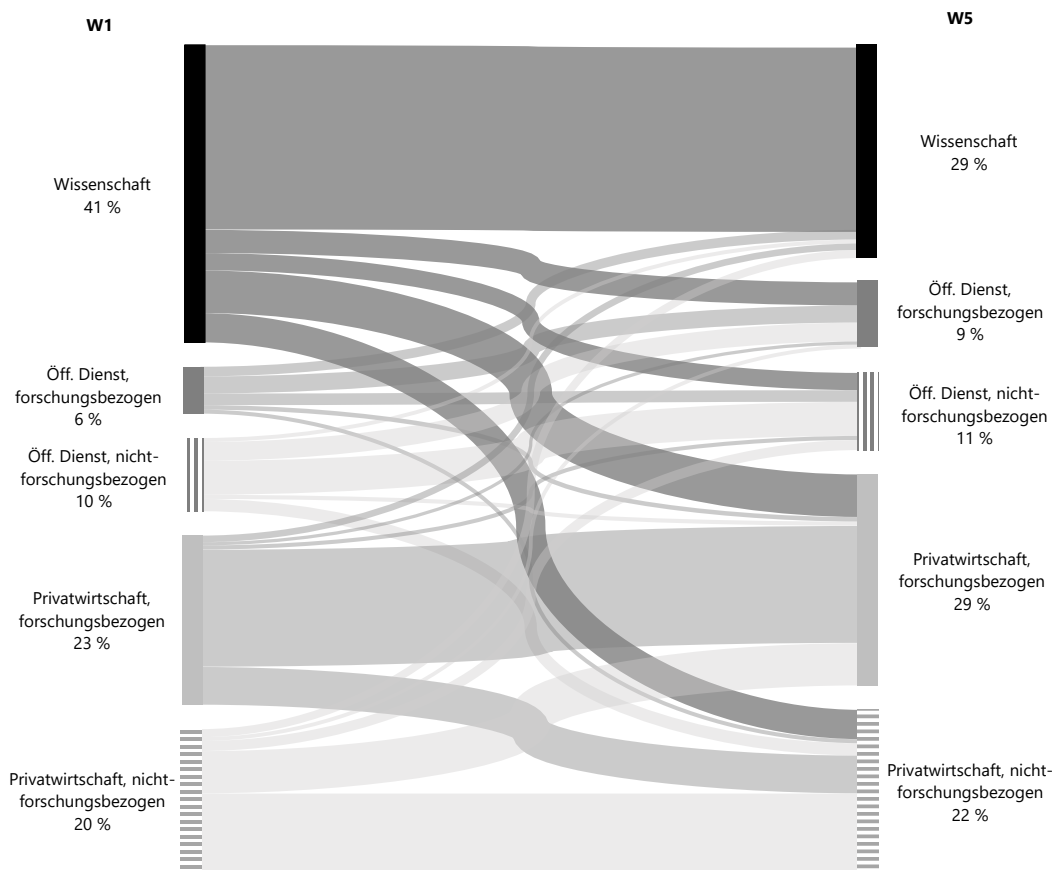 W1
Wissenschaft
41 %
Öff. Dienst,
forschungsbezogen
6 %
Öff. Dienst, nicht-
forschungsbezogen
10 %
Privatwirtschaft,
forschungsbezogen
23 %
Privatwirtschaft, nicht-
forschungsbezogen
20 %
W5
Wissenschaft
29 %
Öff. Dienst,
forschungsbezogen
9 %
Öff. Dienst, nicht-
forschungsbezogen
11 %
Privatwirtschaft,
forschungsbezogen
29 %
Privatwirtschaft, nicht-
forschungsbezogen
22 %